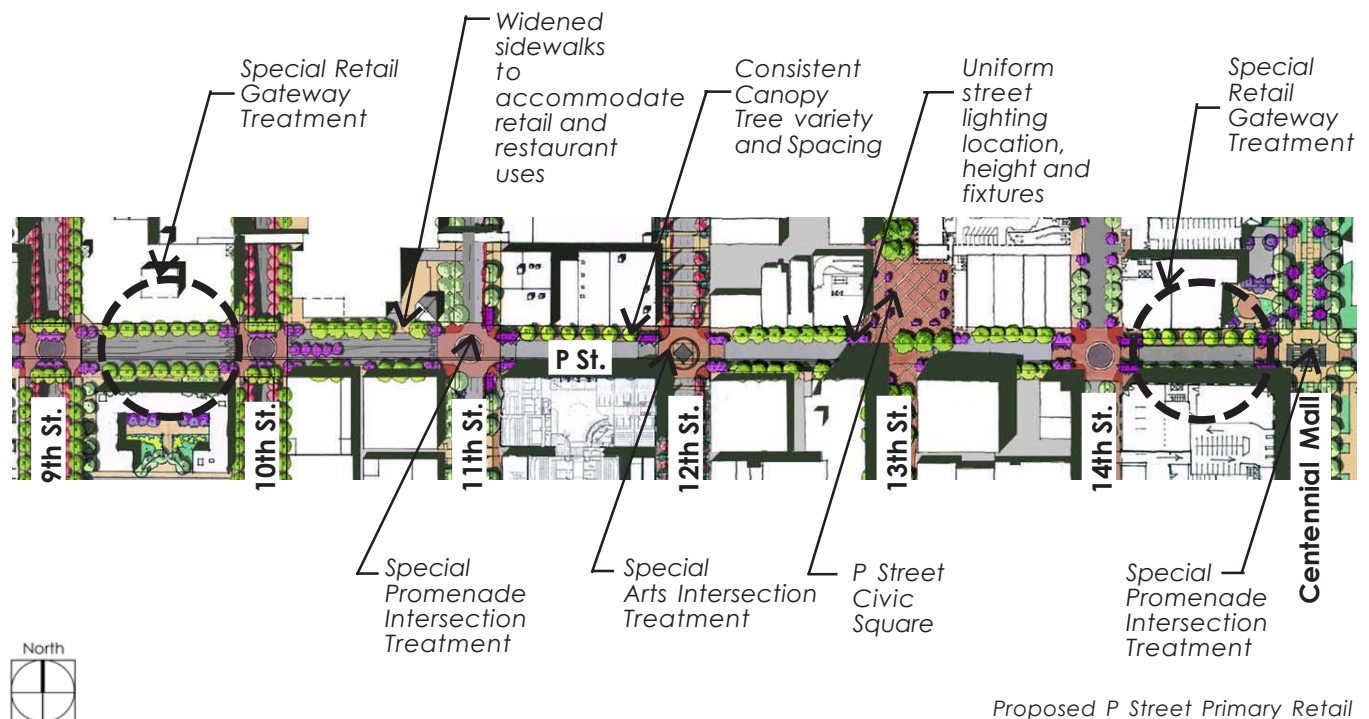 Widened
sidewalks
to
accommodate
retail and
restaurant
uses
Special Retail
Gateway
Treatment
Consistent
Canopy
Tree variety
and Spacing
Uniform
street
lighting
location,
height and
fixtures
Special
Retail
Gateway
Treatment
P St.
9th St.
10th St.
11th St.
12th St.
13th St.
14th St.
Centennial Mall
Special
Promenade
Intersection
Treatment
Special
Arts Intersection
Treatment
P Street
Civic
Square
Special
Promenade
Intersection
Treatment
North
Proposed P Street Primary Retail